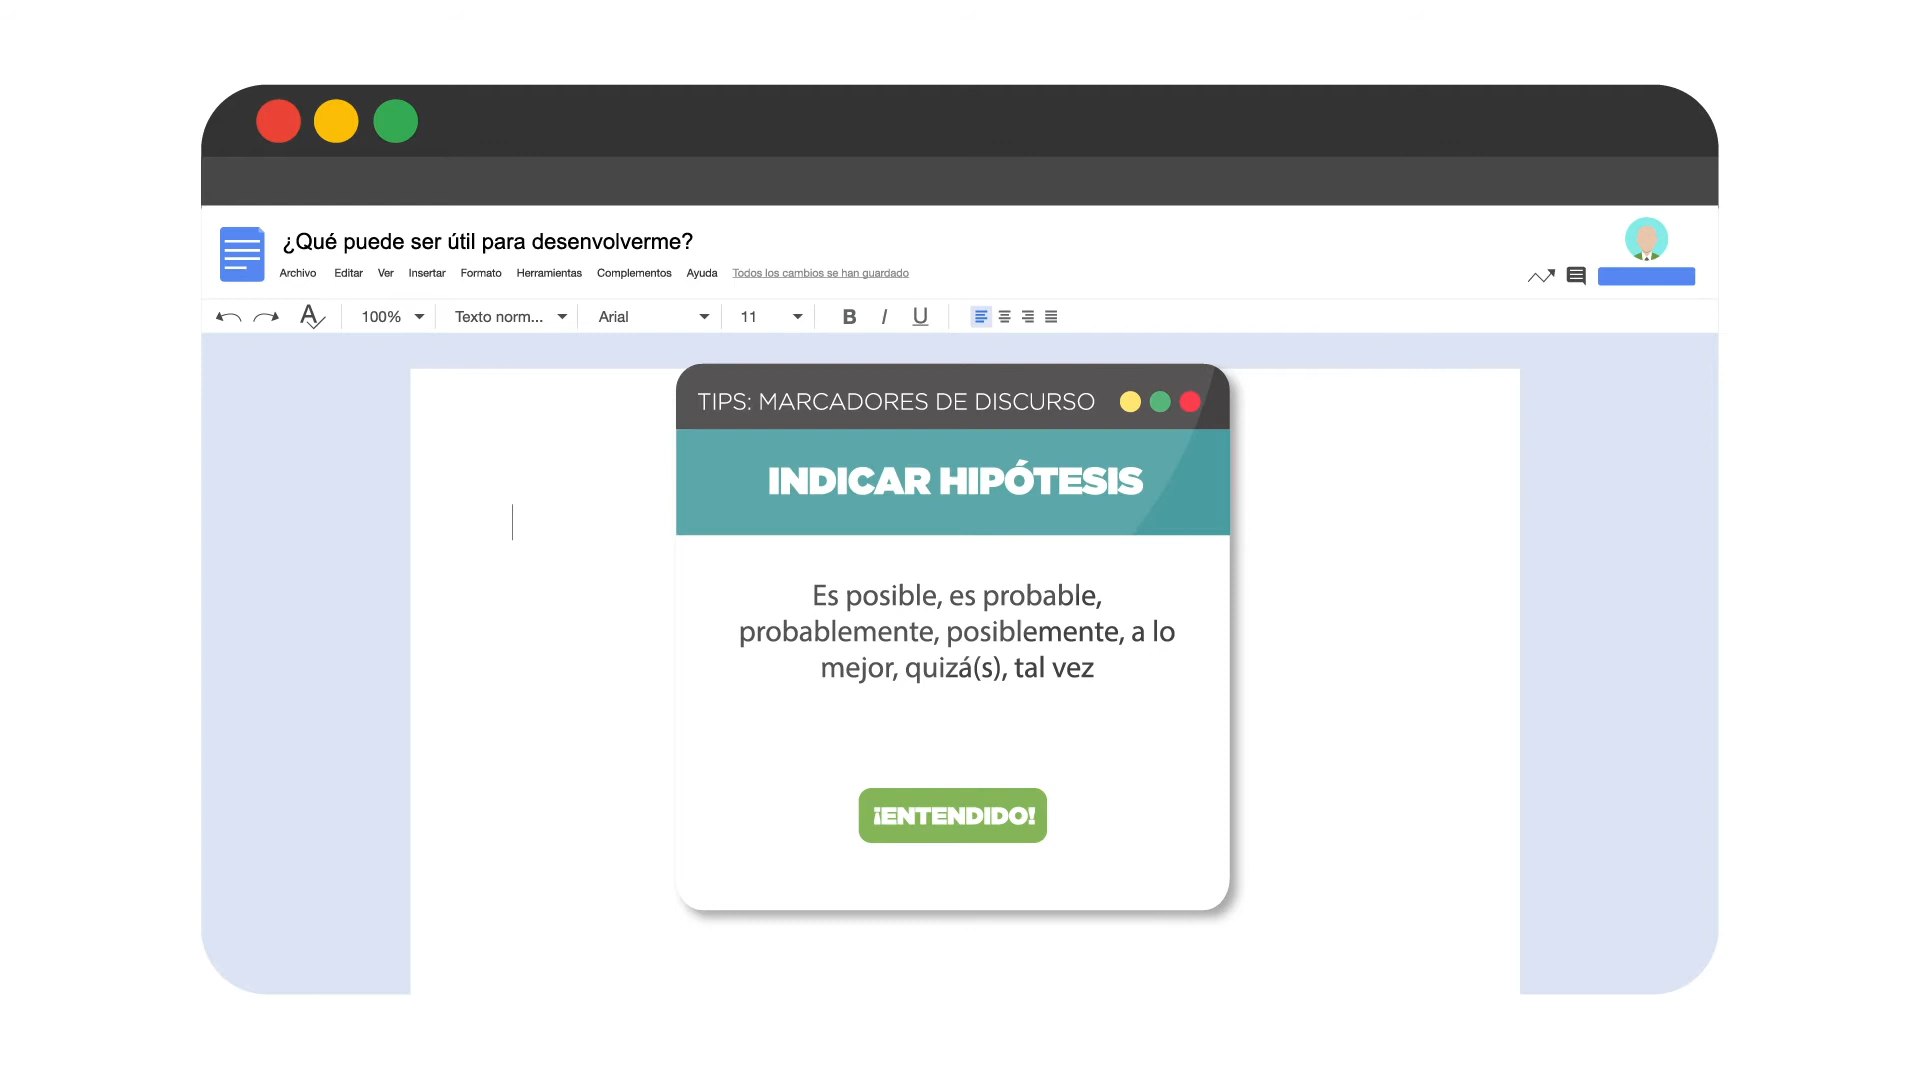 ¿Qué puede ser útil para desenvolverme?
Archivo Editar Ver Insertar Formato Herramientas Complementos Ayuda Todos los cambios se han guardado
100% Texto norm... Arial 11 B I U
TIPS: MARCADORES DE DISCURSO
INDICAR HIPÓTESIS
Es posible, es probable,
probablemente, posiblemente, a lo
mejor, quizá(s), tal vez
¡ENTENDIDO!